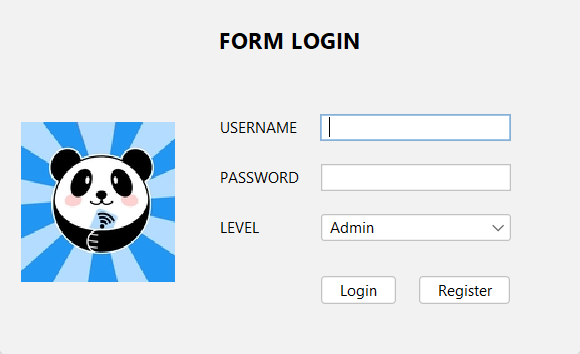 FORM LOGIN
USERNAME
PASSWORD
LEVEL Admin
Login Register